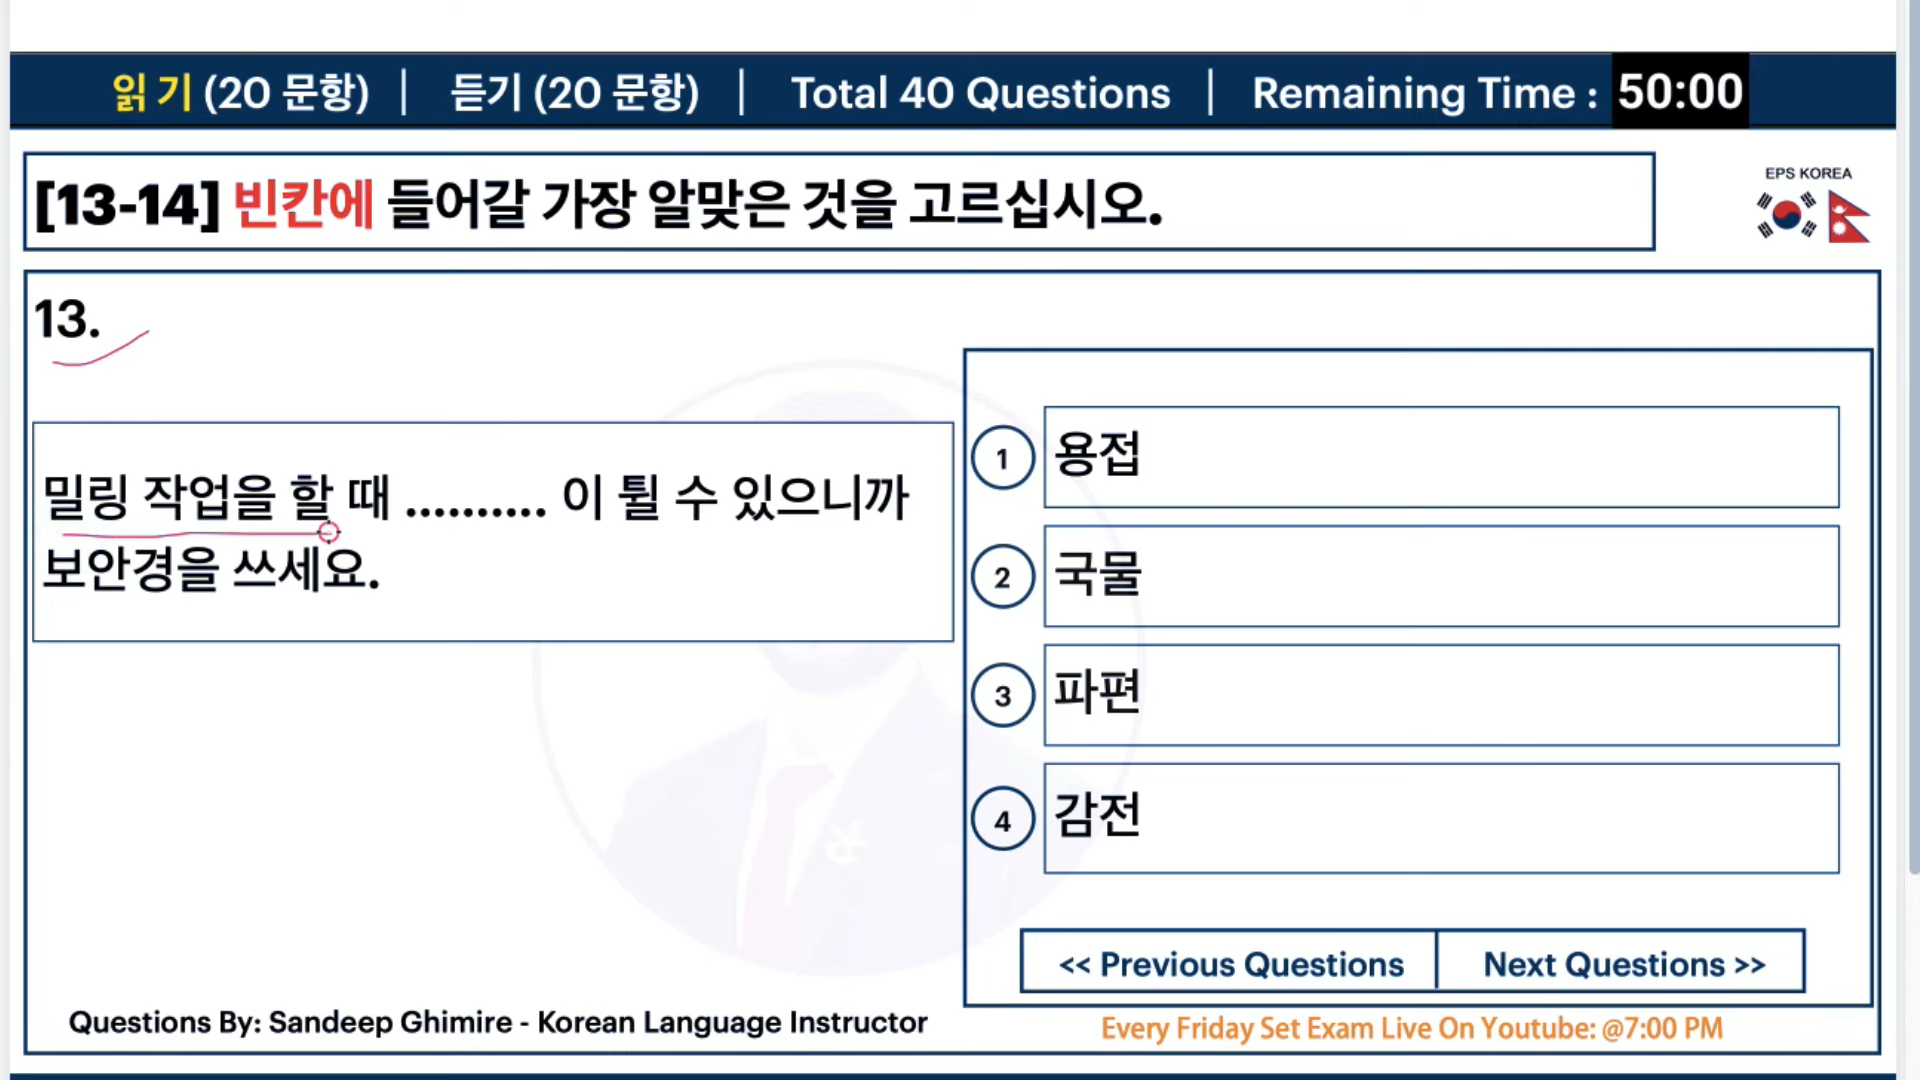 읽 기 (20 문항) | 듣기 (20 문항) | Total 40 Questions | Remaining Time : 50:00
[13-14] 빈칸에 들어갈 가장 알맞은 것을 고르십시오.
EPS KOREA
13.
밀링 작업을 할 때 .......... 이 튈 수 있으니까
보안경을 쓰세요.
1 용접
2 국물
3 파편
4 감전
<< Previous Questions
Next Questions >>
Questions By: Sandeep Ghimire - Korean Language Instructor
Every Friday Set Exam Live On Youtube: @7:00 PM